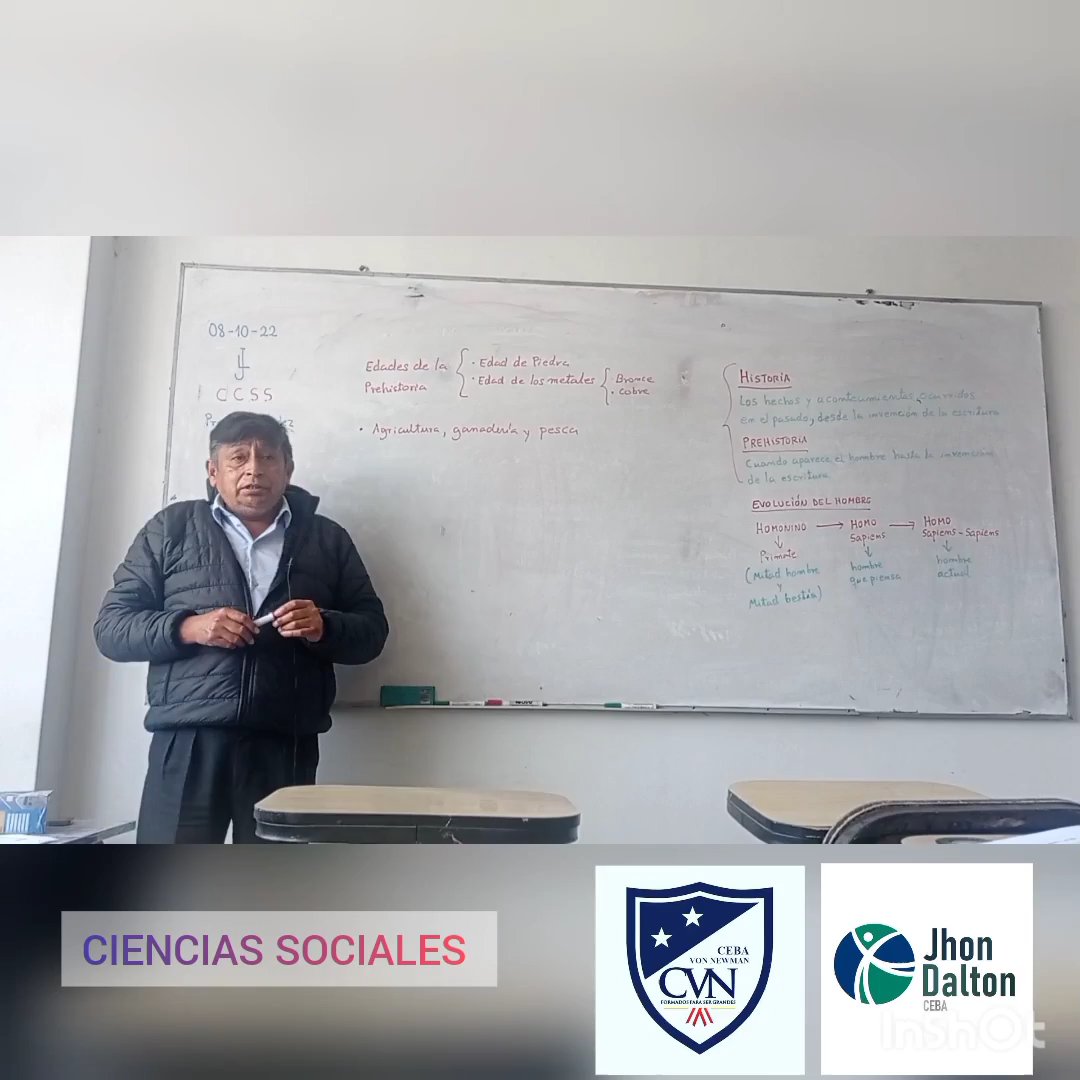 08-10-22
CCSS
Edades de la
Prehistoria
· Edad de Piedra
· Edad de los metales
· Bronce
· Cobre
• Agricultura, ganadería y pesca
HISTORIA
Los hechos y acontecimientos ocurridos
en el pasado, desde la invención de la escritura
PREHISTORIA
Cuando aparece el hombre hasta la invención
de la escritura
EVOLUCIÓN DEL HOMBRE
HOMONINO → HOMO Sapiens → HOMO Sapiens-Sapiens
Primate
(Mitad hombre
y
Mitad bestia)
hombre
que piensa
hombre
actual
CIENCIAS SOCIALES
CEBA
VON NEWMAN
CVN
FORMADOS PARA SER GRANDES
Jhon
Dalton
CEBA
InshOt